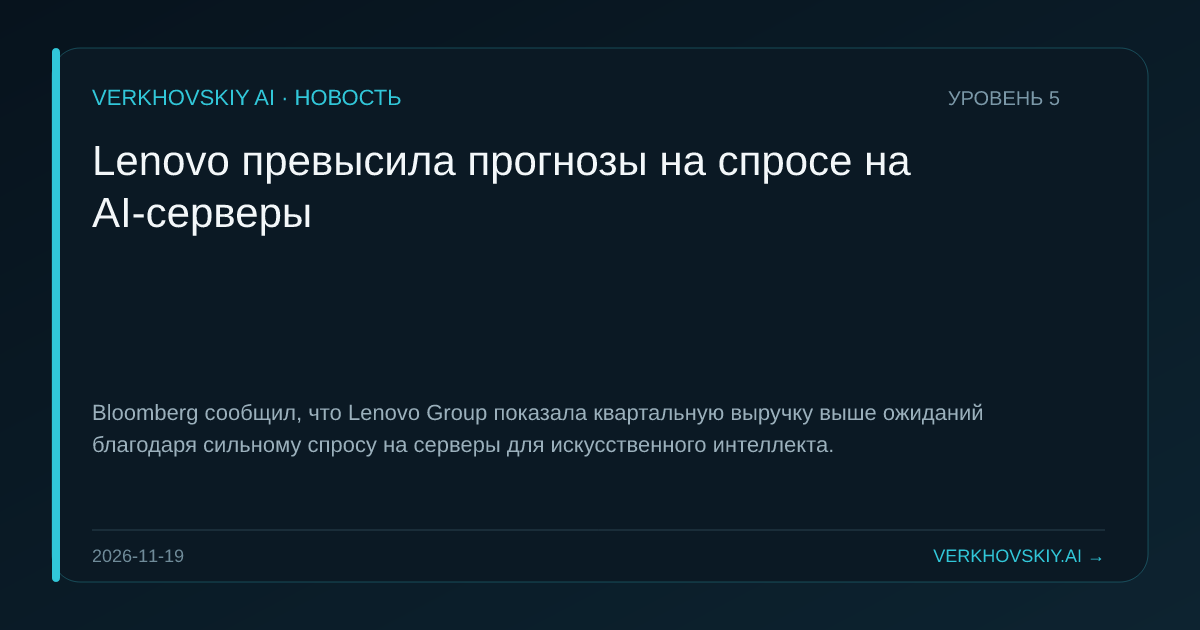 VERKHOVSKIY AI · НОВОСТЬ
УРОВЕНЬ 5
Lenovo превысила прогнозы на спросе на
AI-серверы
Bloomberg сообщил, что Lenovo Group показала квартальную выручку выше ожиданий
благодаря сильному спросу на серверы для искусственного интеллекта.
2026-11-19
VERKHOVSKIY.AI →